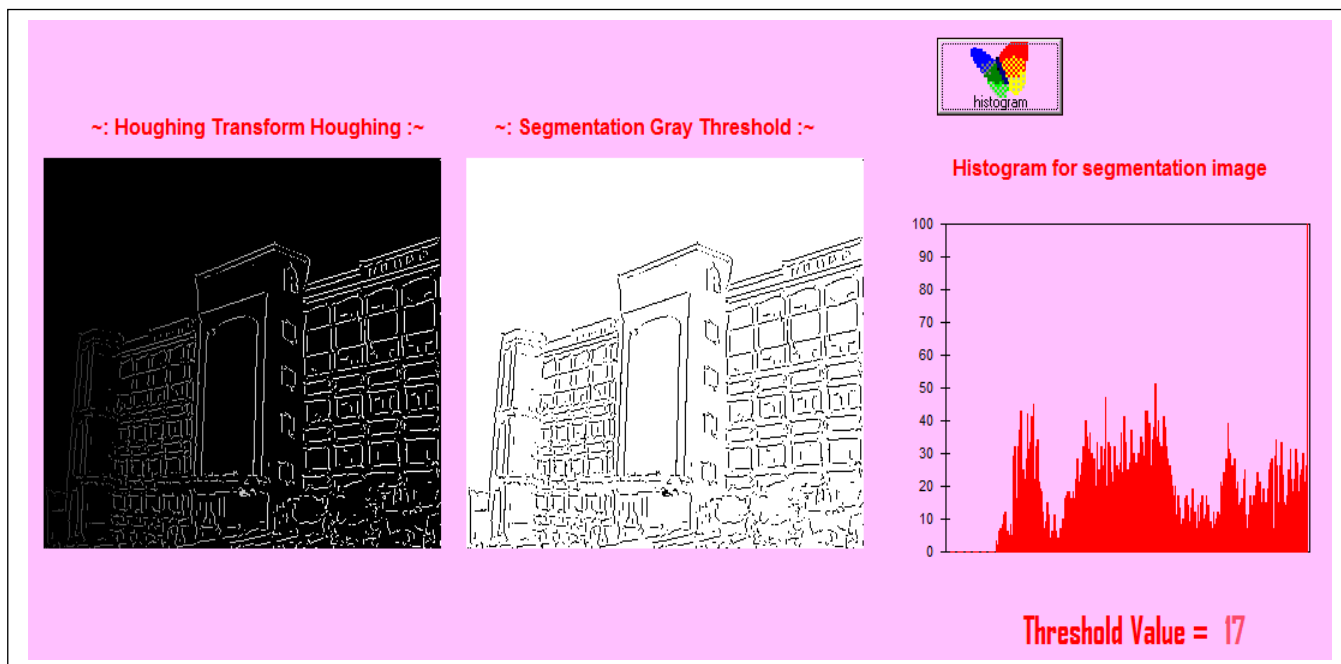 histogram
~: Houghing Transform Houghing :~
~: Segmentation Gray Threshold :~
Histogram for segmentation image
100
90
80
70
60
50
40
30
20
10
0
Threshold Value = 17